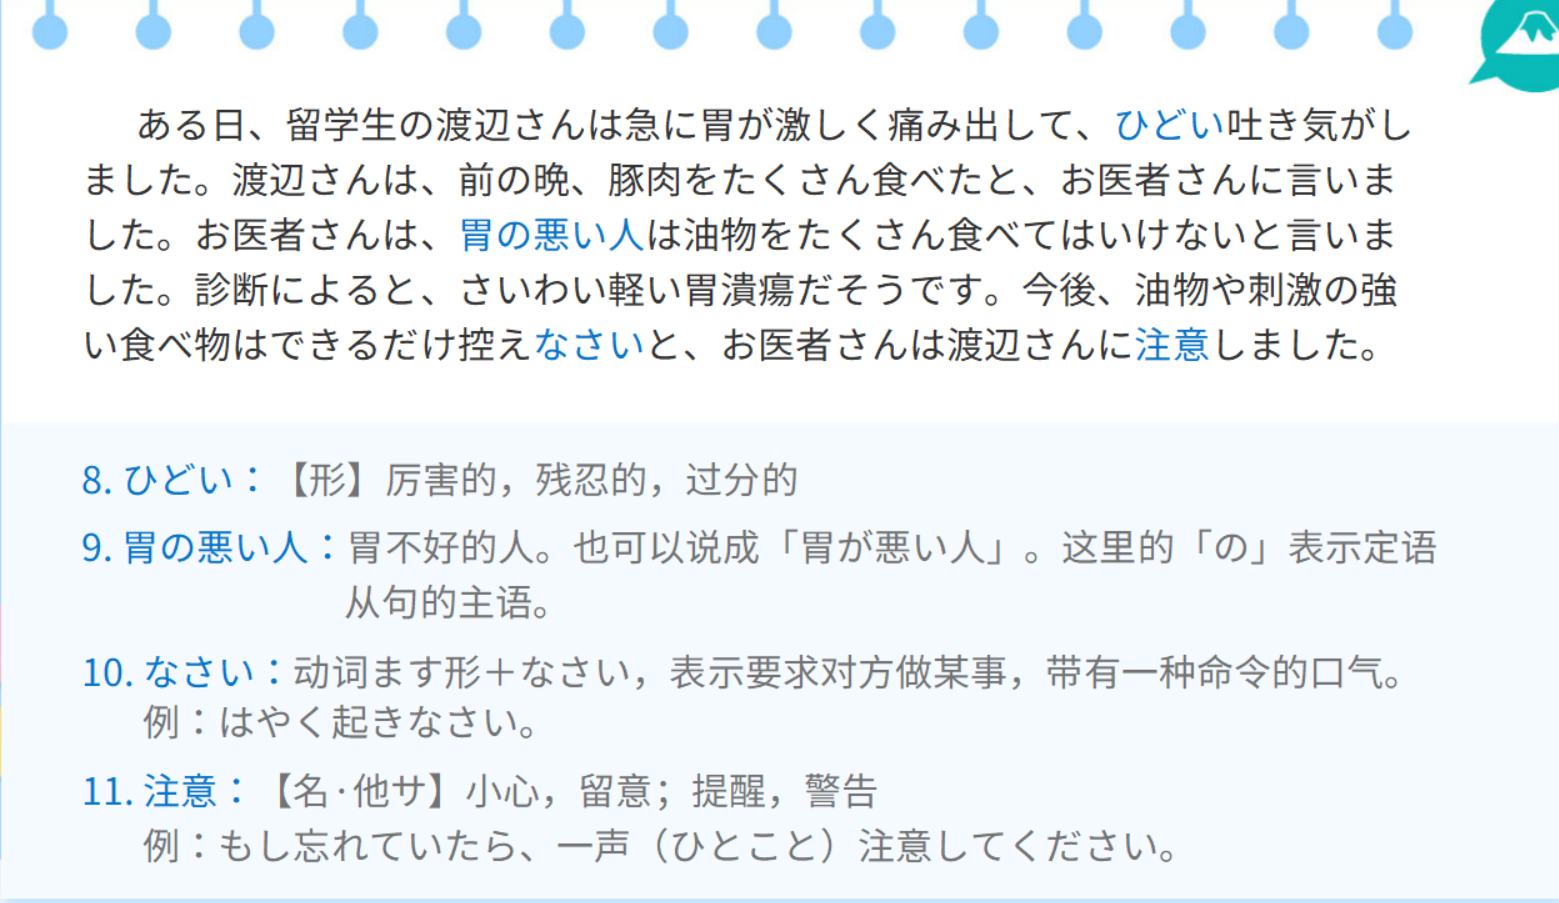 ある日、留学生の渡辺さんは急に胃が激しく痛み出して、ひどい吐き気がし
ました。渡辺さんは、前の晩、豚肉をたくさん食べたと、お医者さんに言いま
した。お医者さんは、胃の悪い人は油物をたくさん食べてはいけないと言いま
した。診断によると、さいわい軽い胃潰瘍だそうです。今後、油物や刺激の強
い食べ物はできるだけ控えなさいと、お医者さんは渡辺さんに注意しました。
8. ひどい：【形】厉害的，残忍的，过分的
9. 胃の悪い人：胃不好的人。也可以说成「胃が悪い人」。这里的「の」表示定语
从句的主语。
10. なさい：动词ます形＋なさい，表示要求对方做某事，带有一种命令的口气。
例：はやく起きなさい。
11. 注意：【名·他サ】小心，留意；提醒，警告
例：もし忘れていたら、一声（ひとこと）注意してください。